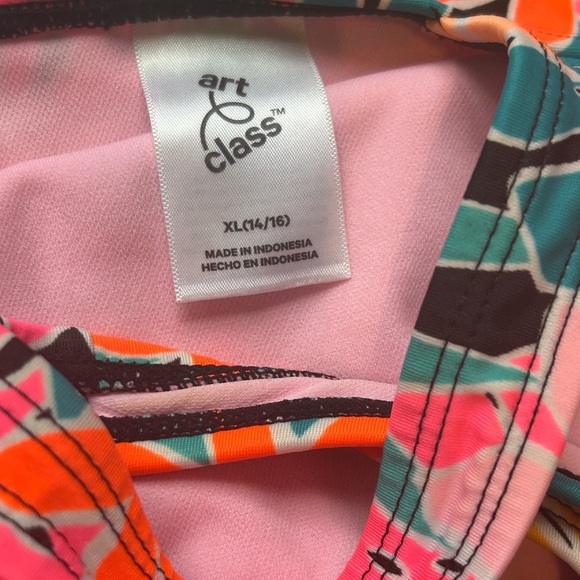 art
class™
XL(14/16)
MADE IN INDONESIA
HECHO EN INDONESIA